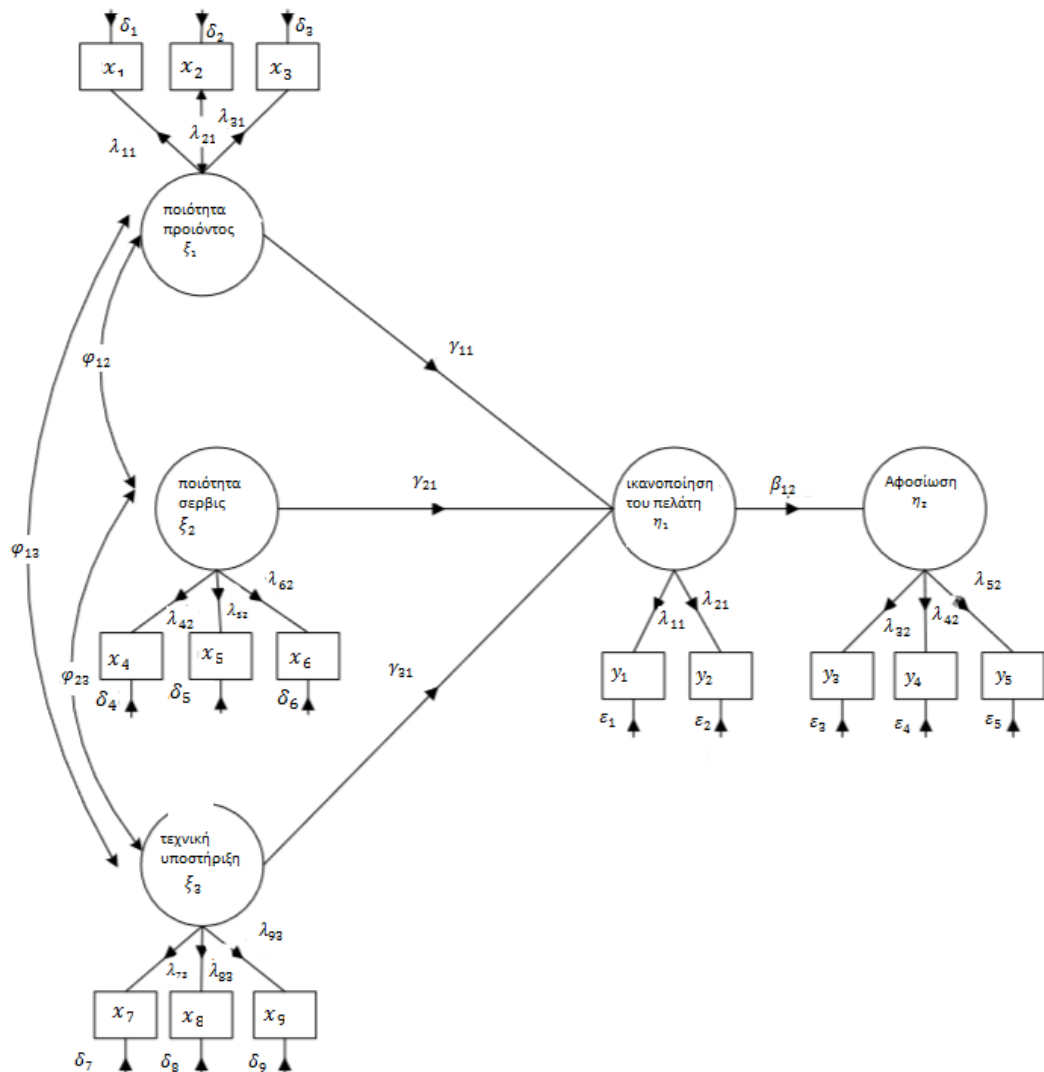 δ₁ δ₂ δ₃
x₁ x₂ x₃
λ₁₁ λ₂₁ λ₃₁
ποιότητα
προιόντος
ξ₁
φ₁₂
γ₁₁
φ₁₃
ποιότητα
σερβις
ξ₂
γ₂₁
ικανοποίηση
του πελάτη
η₁
β₁₂
Αφοσίωση
η₂
λ₄₂ λ₅₂ λ₆₂
x₄ x₅ x₆
δ₄ δ₅ δ₆
λ₁₁ λ₂₁
y₁ y₂
ε₁ ε₂
λ₃₂ λ₄₂ λ₅₂
y₃ y₄ y₅
ε₃ ε₄ ε₅
φ₂₃
γ₃₁
τεχνική
υποστήριξη
ξ₃
λ₇₃ λ₈₃ λ₉₃
x₇ x₈ x₉
δ₇ δ₈ δ₉